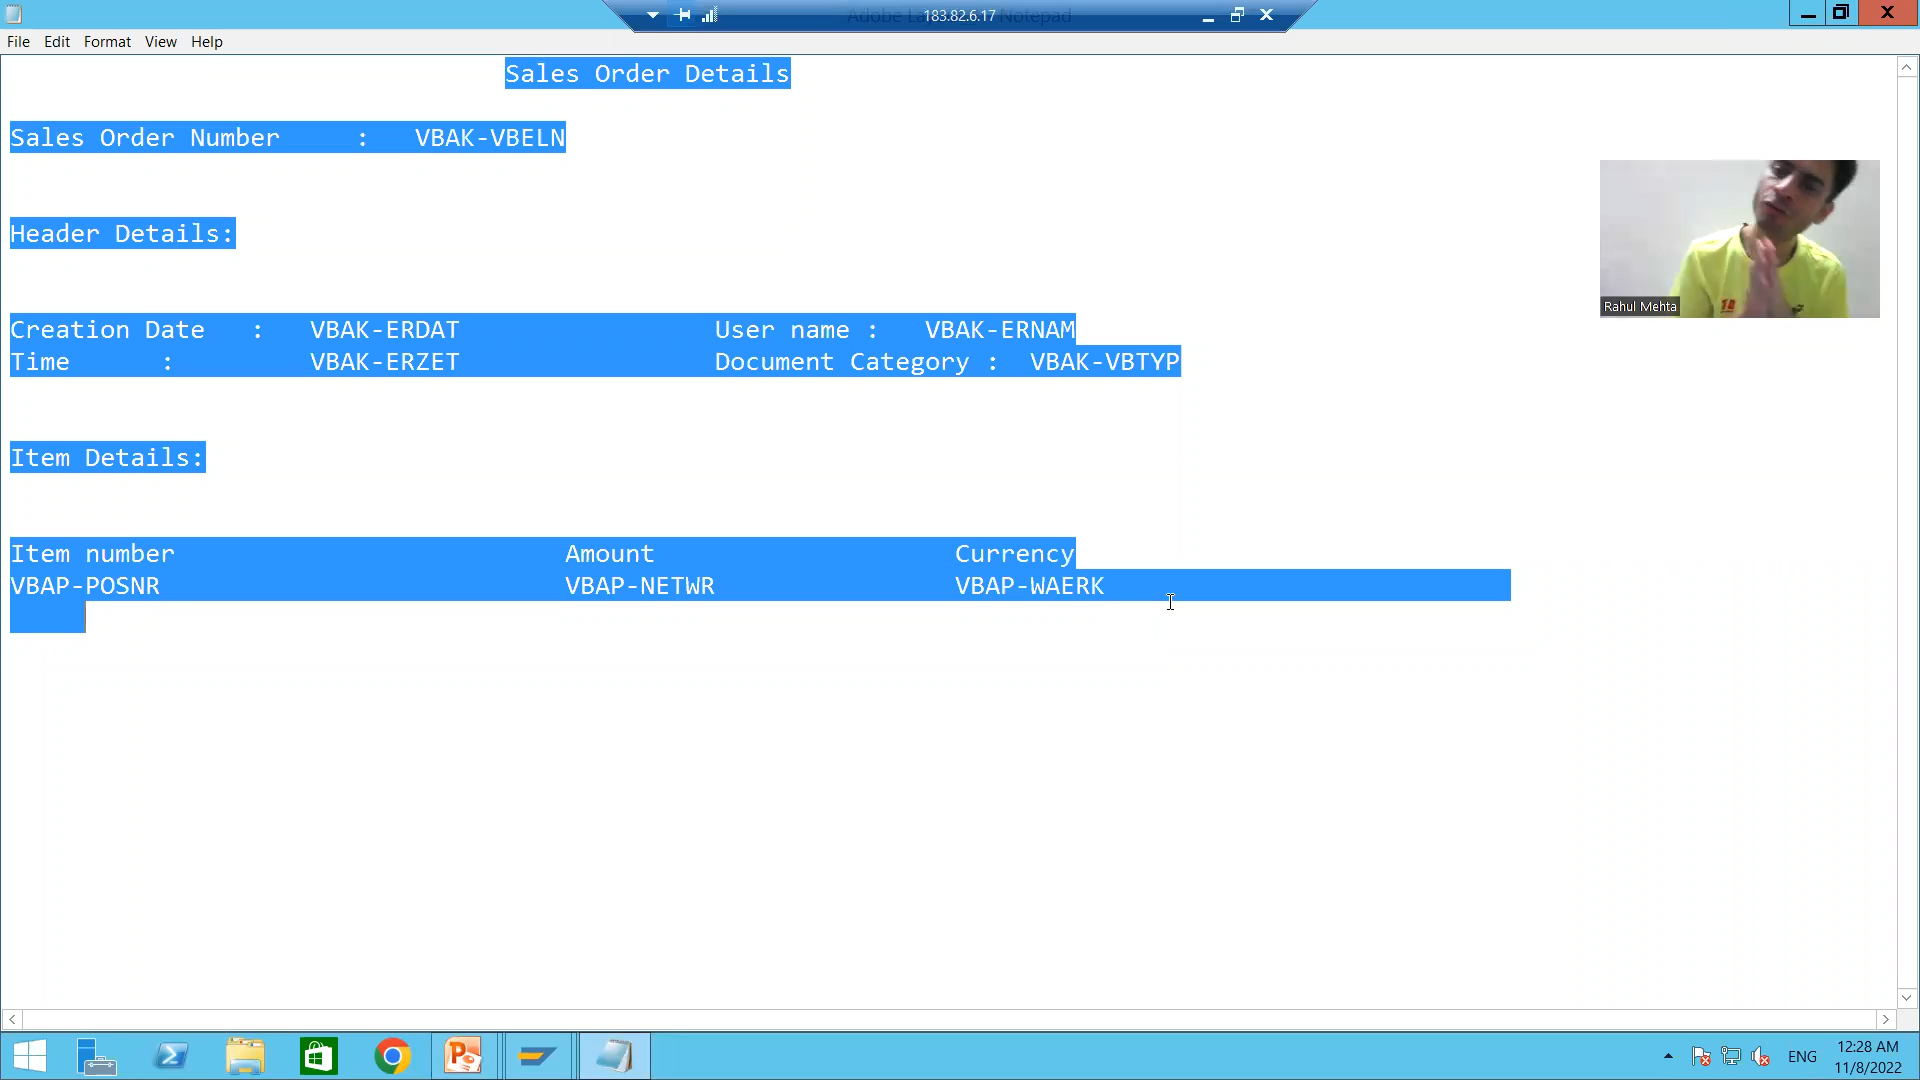 183.82.6.17
File Edit Format View Help
Sales Order Details
Sales Order Number : VBAK-VBELN
Header Details:
Creation Date : VBAK-ERDAT User name : VBAK-ERNAM
Time : VBAK-ERZET Document Category : VBAK-VBTYP
Item Details:
Item number Amount Currency
VBAP-POSNR VBAP-NETWR VBAP-WAERK
Rahul Mehta
ENG
12:28 AM
11/8/2022